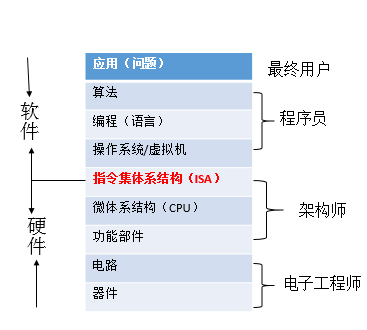 应用（问题）
最终用户
算法
编程（语言）
程序员
操作系统/虚拟机
软件
指令集体系结构（ISA）
微体系结构（CPU）
架构师
功能部件
硬件
电路
电子工程师
器件